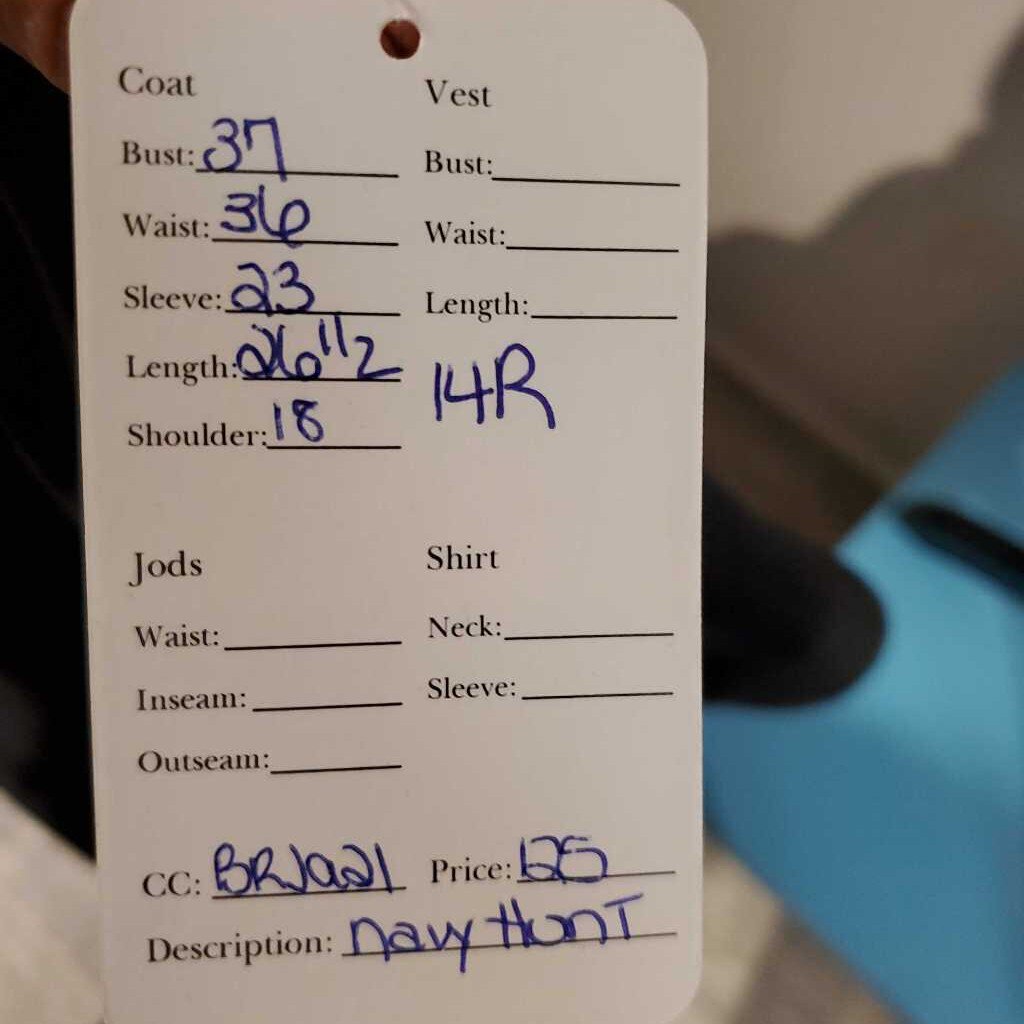 Coat
Bust: 37
Waist: 36
Sleeve: 23
Length: 26 1/2
Shoulder: 18
Vest
Bust:
Waist:
Length:
14R
Jods
Waist:
Inseam:
Outseam:
Shirt
Neck:
Sleeve:
CC: Price: 125
Description: Navy Hunt